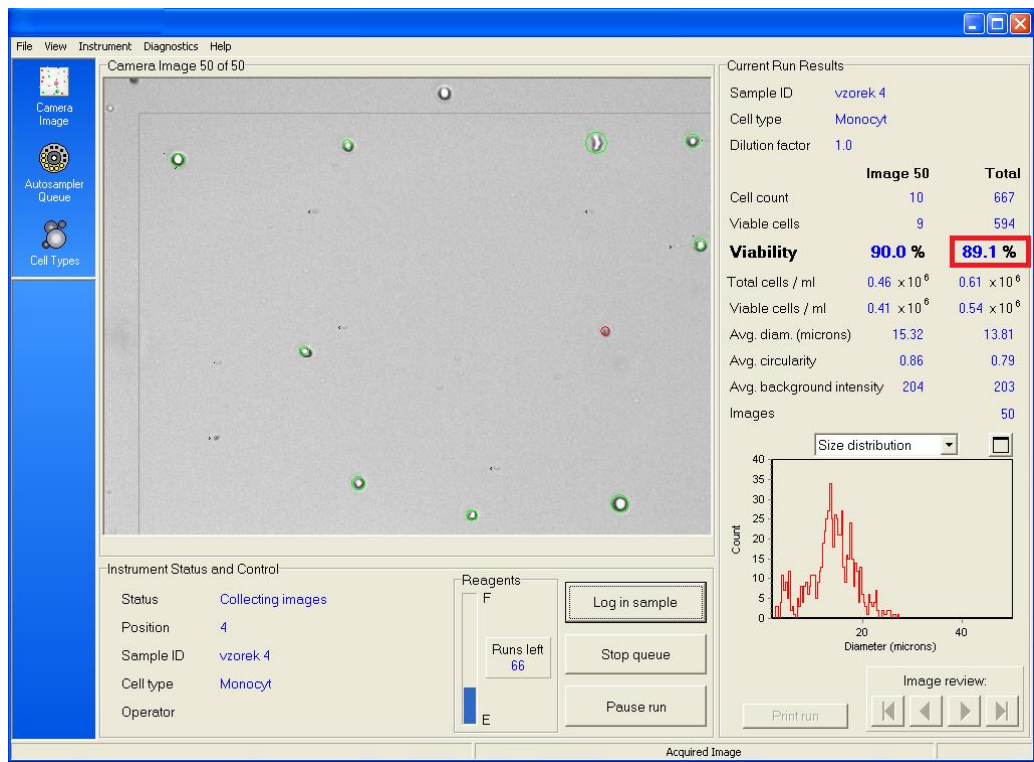 File View Instrument Diagnostics Help
Camera Image
Autosampler Queue
Cell Types
Camera Image 50 of 50
Instrument Status and Control
Status Collecting images
Position 4
Sample ID vzorek 4
Cell type Monocyt
Operator
Reagents
F
Runs left
66
E
Log in sample
Stop queue
Pause run
Current Run Results
Sample ID vzorek 4
Cell type Monocyt
Dilution factor 1.0
Image 50 Total
Cell count 10 667
Viable cells 9 594
Viability 90.0 % 89.1 %
Total cells / ml 0.46 x10⁶ 0.61 x10⁶
Viable cells / ml 0.41 x10⁶ 0.54 x10⁶
Avg. diam. (microns) 15.32 13.81
Avg. circularity 0.86 0.79
Avg. background intensity 204 203
Images 50
Size distribution
40
35
30
25
20
15
10
5
0
Count
20 40
Diameter (microns)
Image review:
Print run
Acquired Image